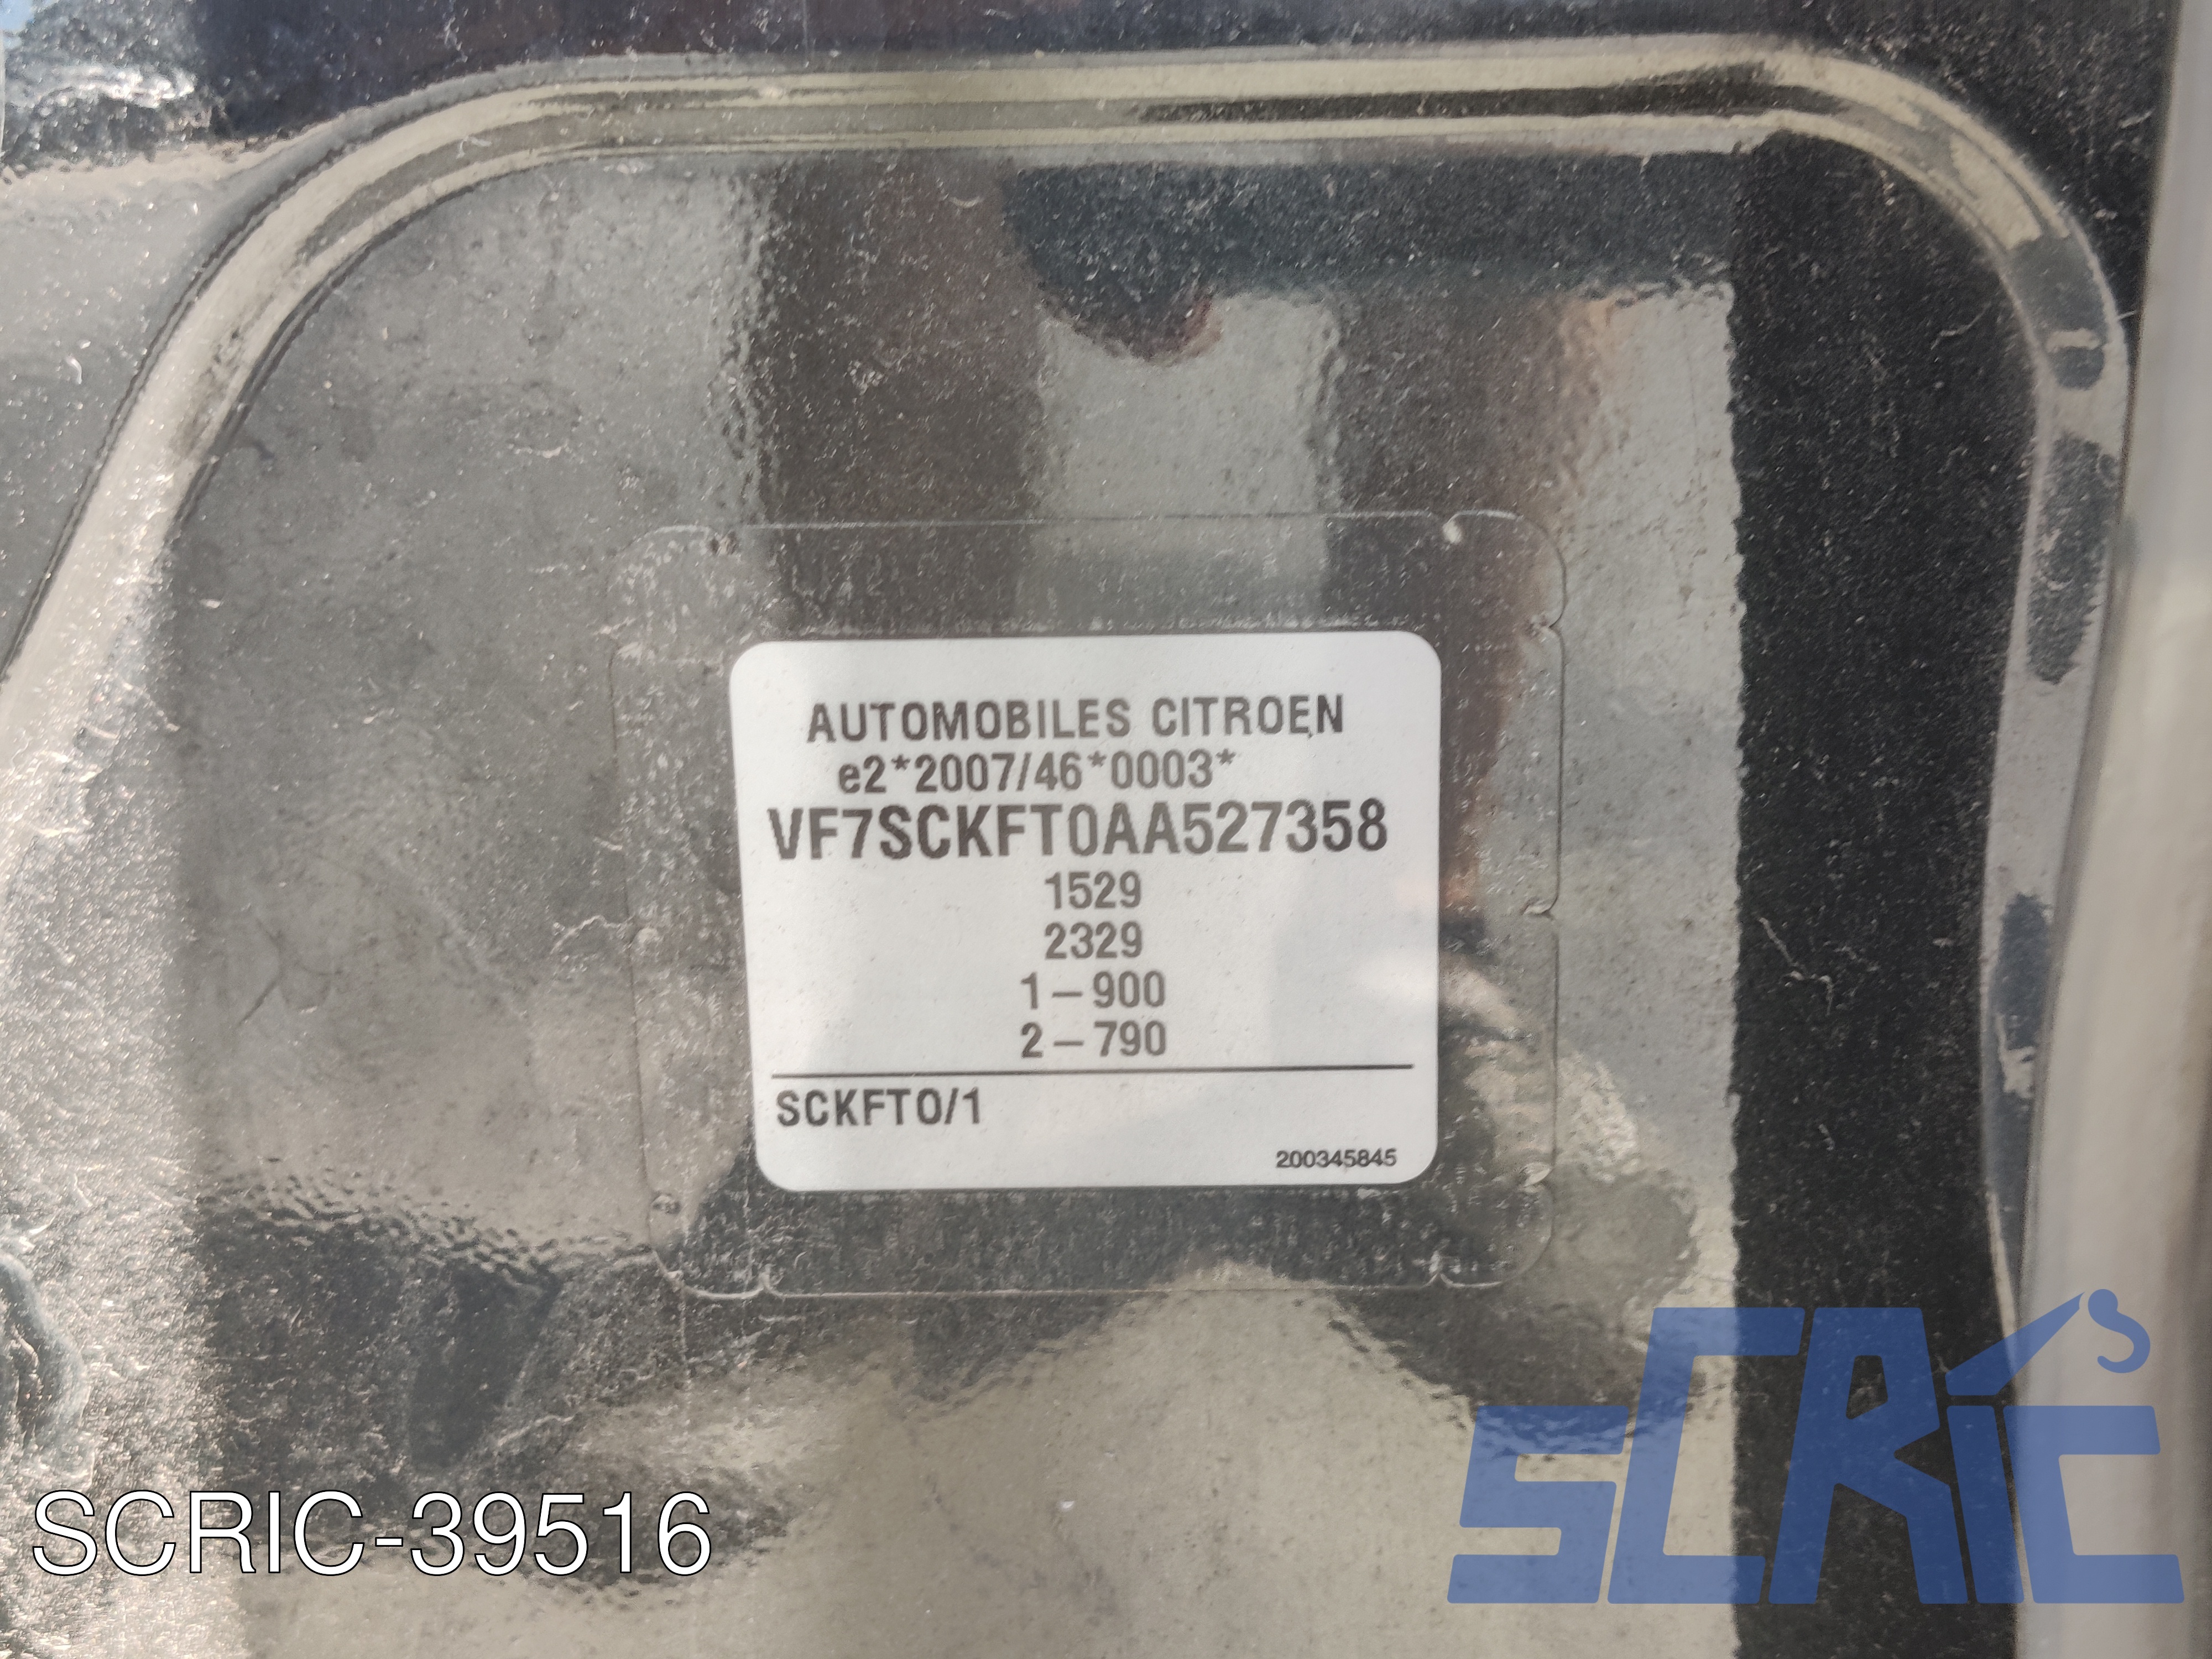 AUTOMOBILES CITROEN
e2*2007/46*0003*
VF7SCKFT0AA527358
1529
2329
1–900
2–790
SCKFT0/1
200345845
SCRIC
SCRIC-39516